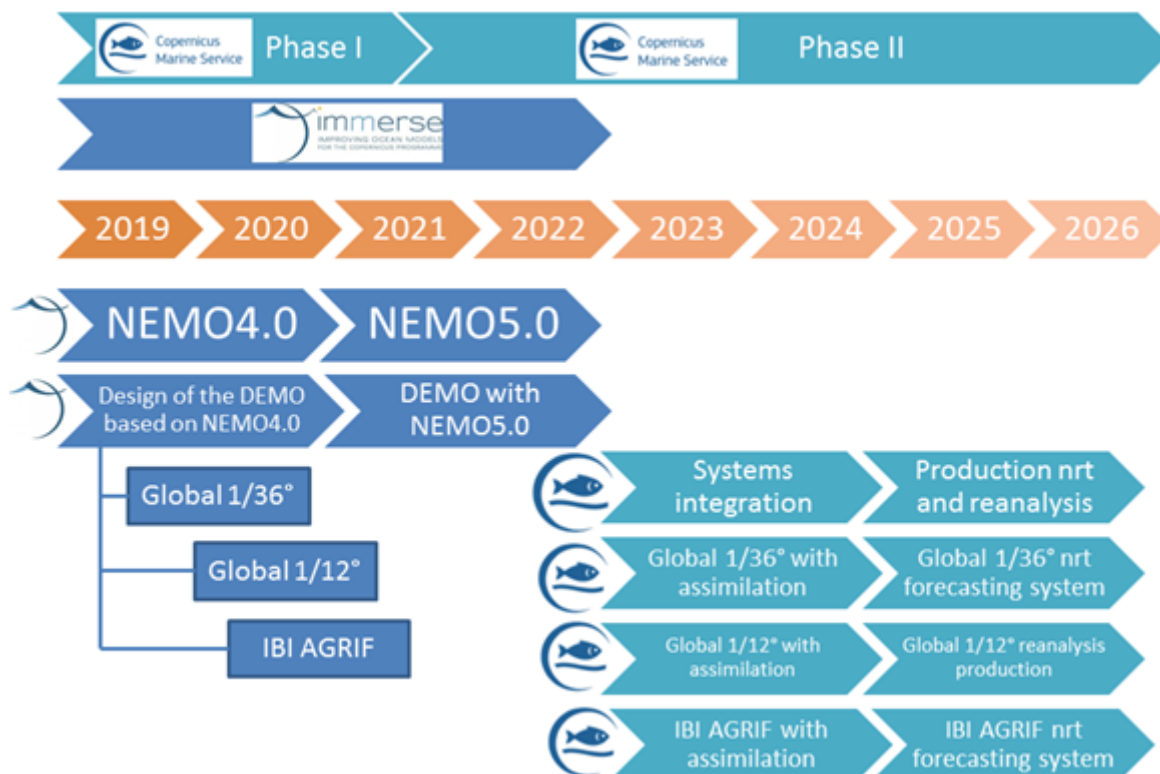 Copernicus
Marine Service
Phase I
Copernicus
Marine Service
Phase II
immerse
IMPROVING OCEAN MODELS
FOR THE COPERNICUS PROGRAMME
2019
2020
2021
2022
2023
2024
2025
2026
NEMO4.0
NEMO5.0
Design of the DEMO
based on NEMO4.0
DEMO with
NEMO5.0
Global 1/36°
Global 1/12°
IBI AGRIF
Systems
integration
Production nrt
and reanalysis
Global 1/36° with
assimilation
Global 1/36° nrt
forecasting system
Global 1/12° with
assimilation
Global 1/12° reanalysis
production
IBI AGRIF with
assimilation
IBI AGRIF nrt
forecasting system